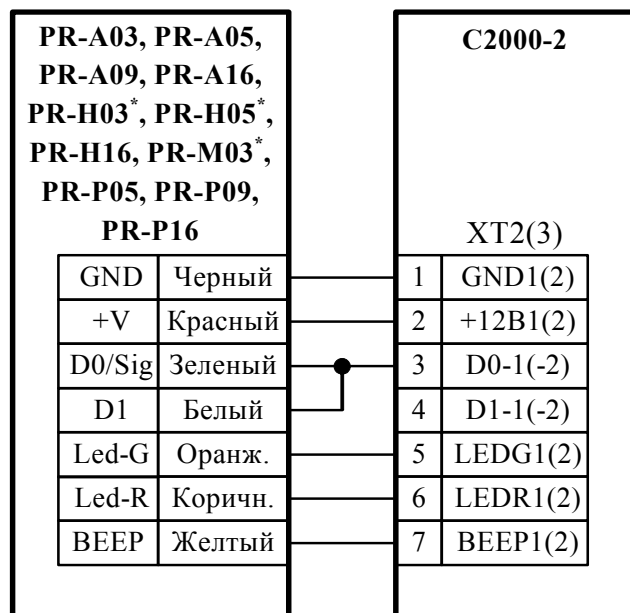 PR-A03, PR-A05,
PR-A09, PR-A16,
PR-H03*, PR-H05*,
PR-H16, PR-M03*,
PR-P05, PR-P09,
PR-P16
GND Черный
+V Красный
D0/Sig Зеленый
D1 Белый
Led-G Оранж.
Led-R Коричн.
BEEP Желтый
С2000-2
XT2(3)
1 GND1(2)
2 +12В1(2)
3 D0-1(-2)
4 D1-1(-2)
5 LEDG1(2)
6 LEDR1(2)
7 BEEP1(2)